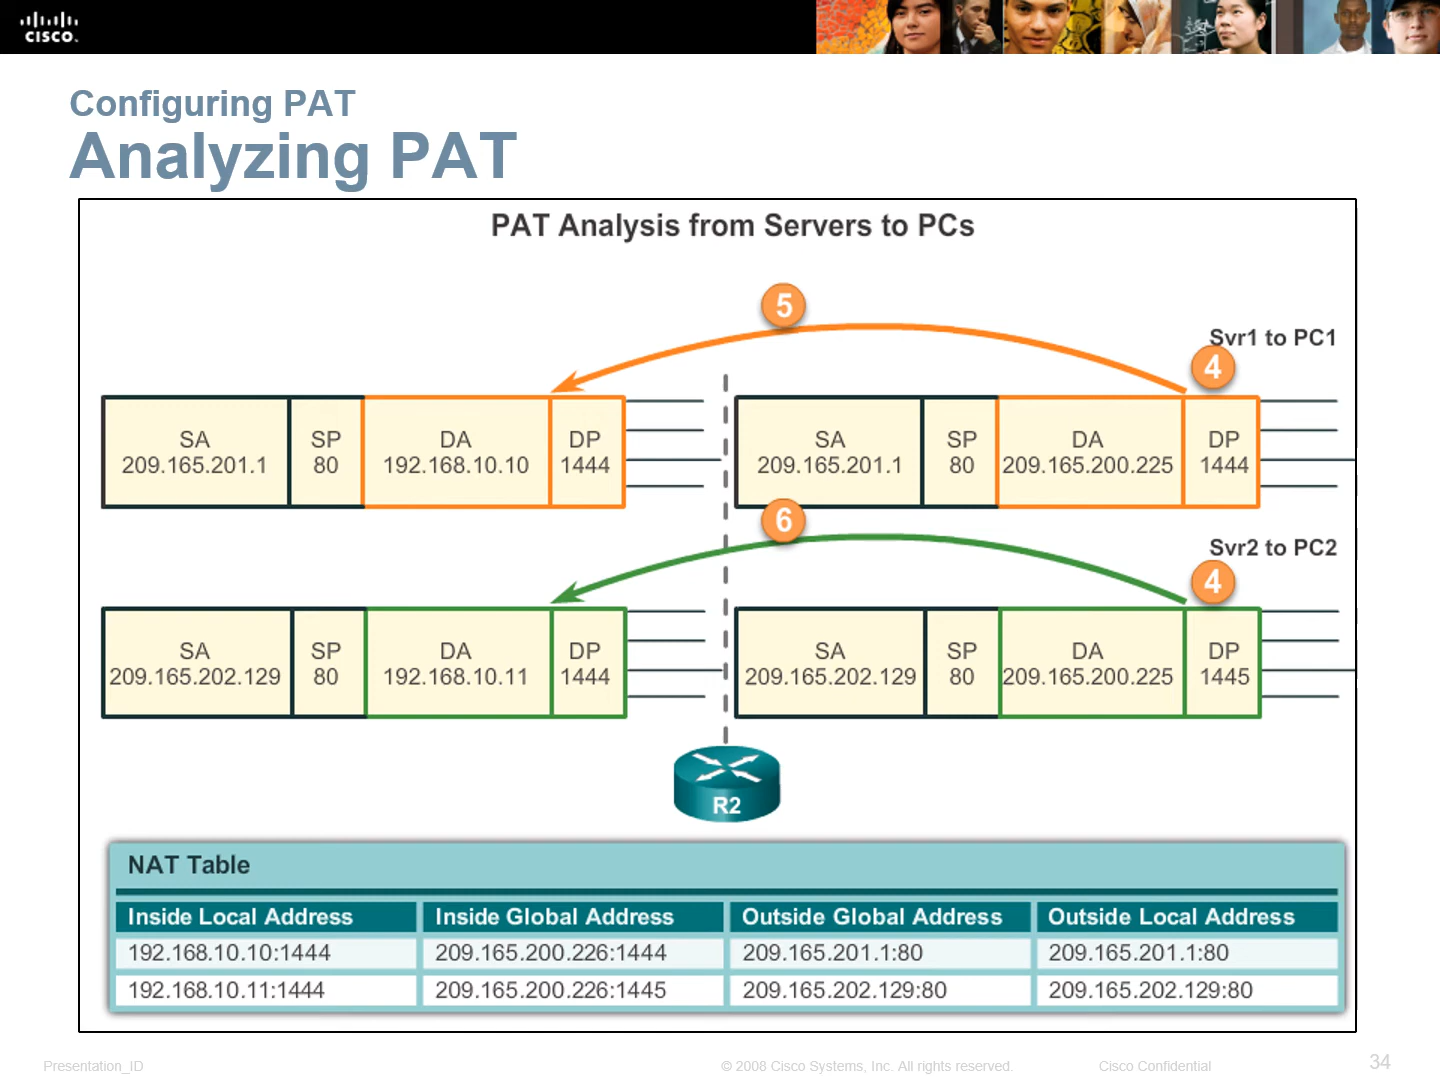 CISCO.
Configuring PAT
Analyzing PAT
PAT Analysis from Servers to PCs
5
Svr1 to PC1
4
SA
209.165.201.1
SP
80
DA
192.168.10.10
DP
1444
SA
209.165.201.1
SP
80
DA
209.165.200.225
DP
1444
6
Svr2 to PC2
4
SA
209.165.202.129
SP
80
DA
192.168.10.11
DP
1444
SA
209.165.202.129
SP
80
DA
209.165.200.225
DP
1445
R2
NAT Table
Inside Local Address Inside Global Address Outside Global Address Outside Local Address
192.168.10.10:1444 209.165.200.226:1444 209.165.201.1:80 209.165.201.1:80
192.168.10.11:1444 209.165.200.226:1445 209.165.202.129:80 209.165.202.129:80
Presentation_ID © 2008 Cisco Systems, Inc. All rights reserved. Cisco Confidential 34